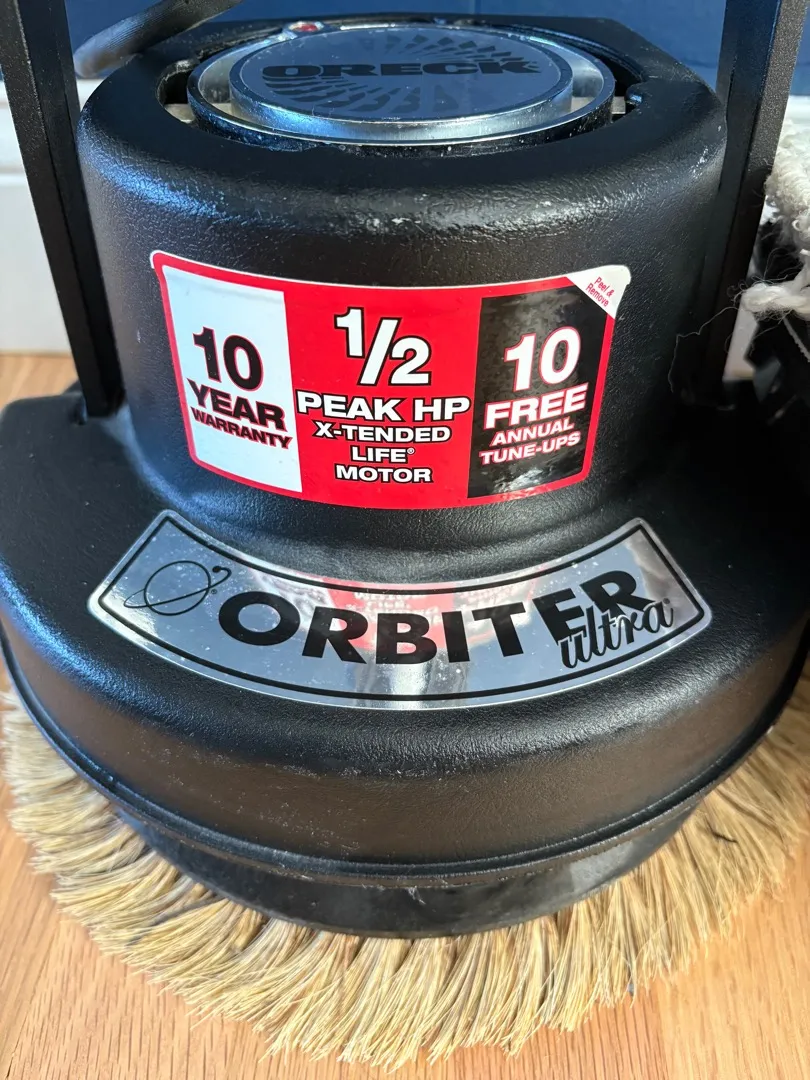 ORECK
10
YEAR
WARRANTY
1/2
PEAK HP
X-TENDED
LIFE®
MOTOR
Peel &
Remove
10
FREE
ANNUAL
TUNE-UPS
ORBITER
ultra®